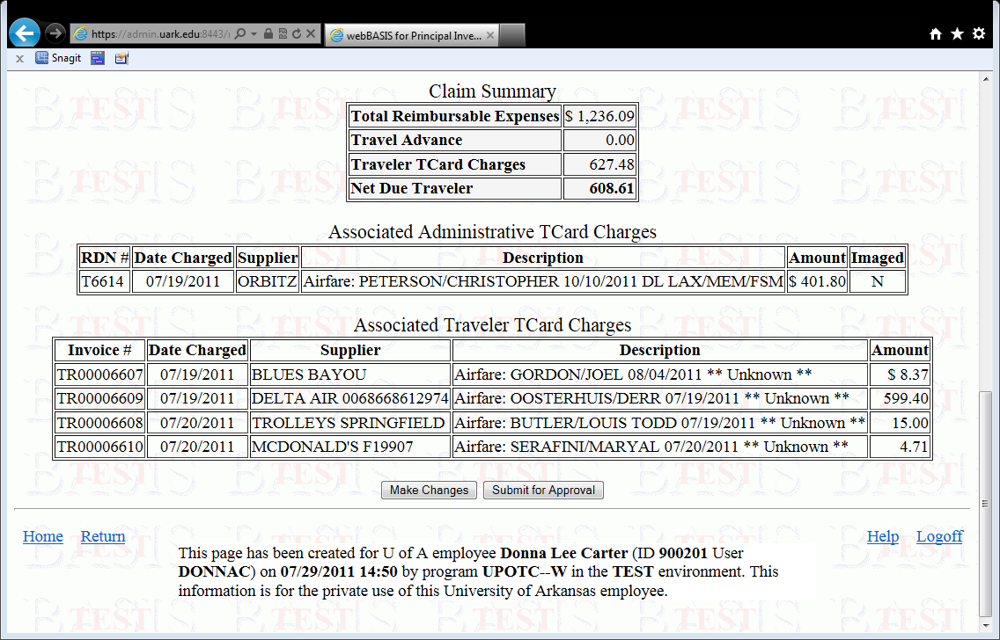 https://admin.uark.edu:8443/
webBASIS for Principal Inve...
Snagit
Claim Summary
Total Reimbursable Expenses $ 1,236.09
Travel Advance 0.00
Traveler TCard Charges 627.48
Net Due Traveler 608.61
Associated Administrative TCard Charges
RDN # Date Charged Supplier Description Amount Imaged
T6614 07/19/2011 ORBITZ Airfare: PETERSON/CHRISTOPHER 10/10/2011 DL LAX/MEM/FSM $ 401.80 N
Associated Traveler TCard Charges
Invoice # Date Charged Supplier Description Amount
TR00006607 07/19/2011 BLUES BAYOU Airfare: GORDON/JOEL 08/04/2011 ** Unknown ** $ 8.37
TR00006609 07/19/2011 DELTA AIR 0068668612974 Airfare: OOSTERHUIS/DERR 07/19/2011 ** Unknown ** 599.40
TR00006608 07/20/2011 TROLLEYS SPRINGFIELD Airfare: BUTLER/LOUIS TODD 07/19/2011 ** Unknown ** 15.00
TR00006610 07/20/2011 MCDONALD'S F19907 Airfare: SERAFINI/MARYAL 07/20/2011 ** Unknown ** 4.71
Make Changes Submit for Approval
Home Return Help Logoff
This page has been created for U of A employee Donna Lee Carter (ID 900201 User
DONNAC) on 07/29/2011 14:50 by program UPOTC--W in the TEST environment. This
information is for the private use of this University of Arkansas employee.